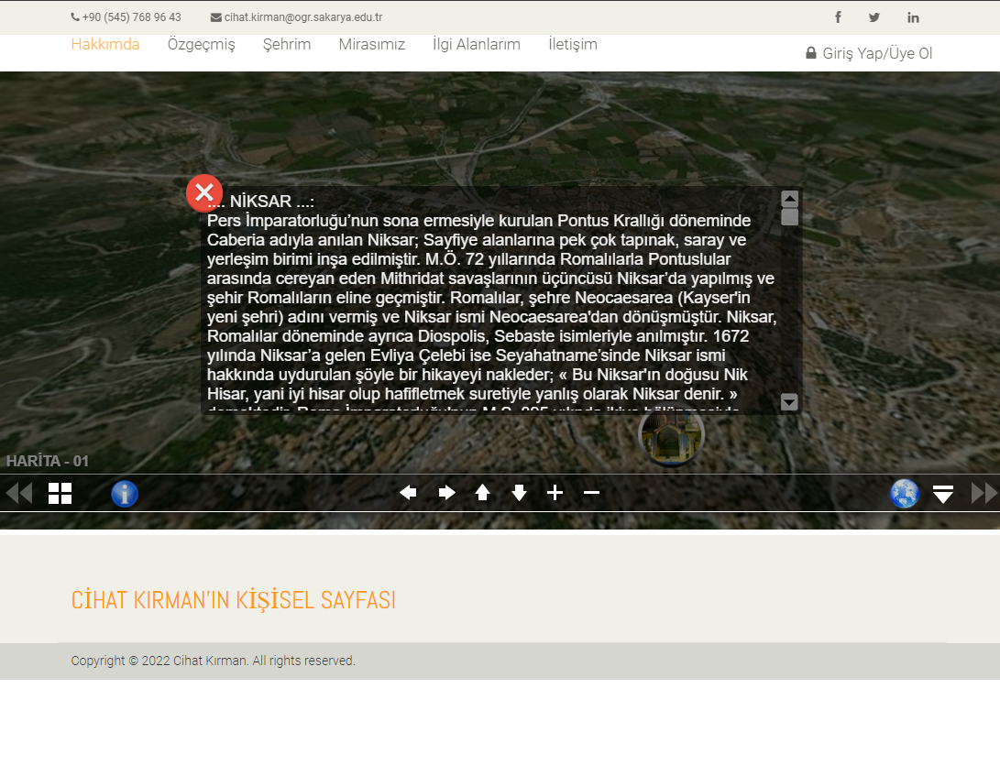 +90 (545) 768 96 43 cihat.kirman@ogr.sakarya.edu.tr
Hakkımda Özgeçmiş Şehrim Mirasımız İlgi Alanlarım İletişim
Giriş Yap/Üye Ol
... NİKSAR ...:
Pers İmparatorluğu’nun sona ermesiyle kurulan Pontus Krallığı döneminde
Caberia adıyla anılan Niksar; Sayfiye alanlarına pek çok tapınak, saray ve
yerleşim birimi inşa edilmiştir. M.Ö. 72 yıllarında Romalılarla Pontuslular
arasında cereyan eden Mithridat savaşlarının üçüncüsü Niksar’da yapılmış ve
şehir Romalıların eline geçmiştir. Romalılar, şehre Neocaesarea (Kayser'in
yeni şehri) adını vermiş ve Niksar ismi Neocaesarea'dan dönüşmüştür. Niksar,
Romalılar döneminde ayrıca Diospolis, Sebaste isimleriyle anılmıştır. 1672
yılında Niksar’a gelen Evliya Çelebi ise Seyahatname’sinde Niksar ismi
hakkında uydurulan şöyle bir hikayeyi nakleder; « Bu Niksar'ın doğusu Nik
Hisar, yani iyi hisar olup hafifletmek suretiyle yanlış olarak Niksar denir. »
HARİTA - 01
CİHAT KIRMAN'IN KİŞİSEL SAYFASI
Copyright © 2022 Cihat Kırman. All rights reserved.